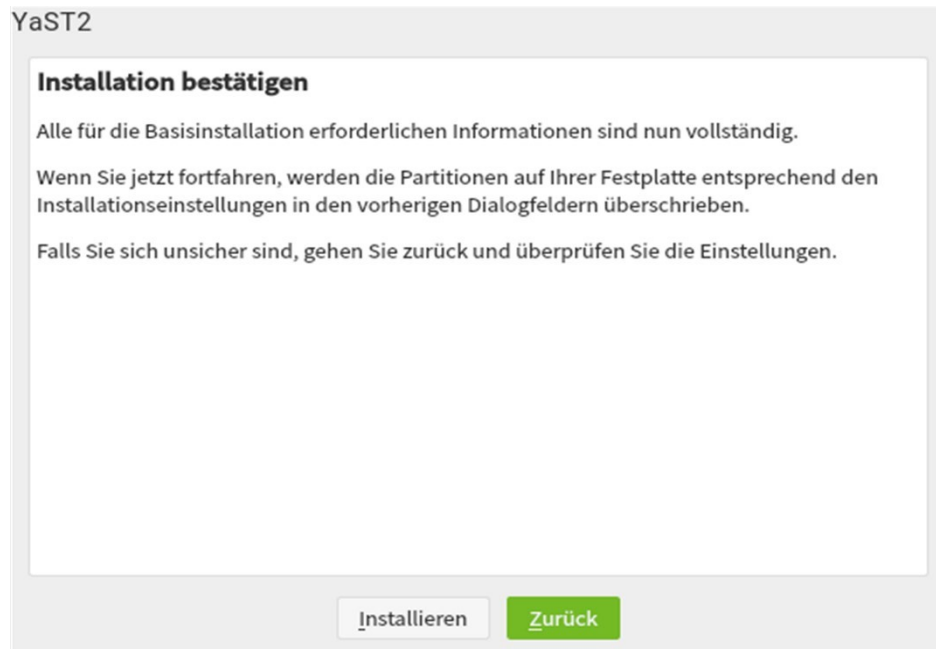 YaST2
Installation bestätigen
Alle für die Basisinstallation erforderlichen Informationen sind nun vollständig.
Wenn Sie jetzt fortfahren, werden die Partitionen auf Ihrer Festplatte entsprechend den
Installationseinstellungen in den vorherigen Dialogfeldern überschrieben.
Falls Sie sich unsicher sind, gehen Sie zurück und überprüfen Sie die Einstellungen.
Installieren
Zurück